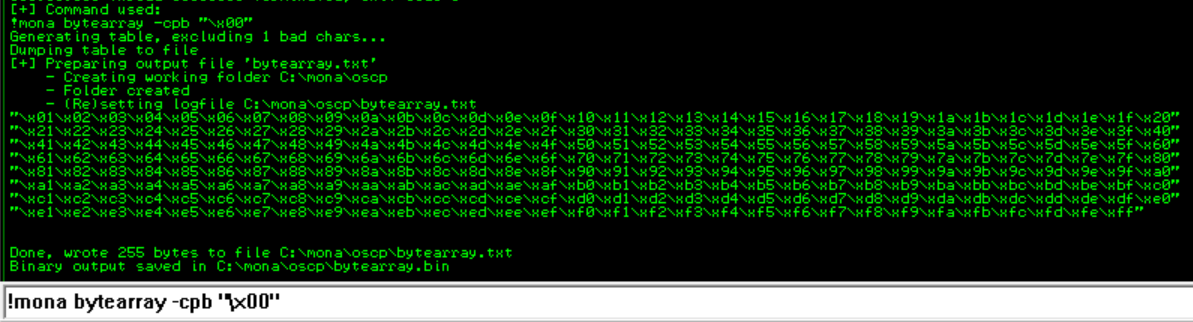 [+] Command used:
!mona bytearray -cpb "\x00"
Generating table, excluding 1 bad chars...
Dumping table to file
[+] Preparing output file 'bytearray.txt'
- Creating working folder C:\mona\oscp
- Folder created
- (Re)setting logfile C:\mona\oscp\bytearray.txt
"\x01\x02\x03\x04\x05\x06\x07\x08\x09\x0a\x0b\x0c\x0d\x0e\x0f\x10\x11\x12\x13\x14\x15\x16\x17\x18\x19\x1a\x1b\x1c\x1d\x1e\x1f\x20"
"\x21\x22\x23\x24\x25\x26\x27\x28\x29\x2a\x2b\x2c\x2d\x2e\x2f\x30\x31\x32\x33\x34\x35\x36\x37\x38\x39\x3a\x3b\x3c\x3d\x3e\x3f\x40"
"\x41\x42\x43\x44\x45\x46\x47\x48\x49\x4a\x4b\x4c\x4d\x4e\x4f\x50\x51\x52\x53\x54\x55\x56\x57\x58\x59\x5a\x5b\x5c\x5d\x5e\x5f\x60"
"\x61\x62\x63\x64\x65\x66\x67\x68\x69\x6a\x6b\x6c\x6d\x6e\x6f\x70\x71\x72\x73\x74\x75\x76\x77\x78\x79\x7a\x7b\x7c\x7d\x7e\x7f\x80"
"\x81\x82\x83\x84\x85\x86\x87\x88\x89\x8a\x8b\x8c\x8d\x8e\x8f\x90\x91\x92\x93\x94\x95\x96\x97\x98\x99\x9a\x9b\x9c\x9d\x9e\x9f\xa0"
"\xa1\xa2\xa3\xa4\xa5\xa6\xa7\xa8\xa9\xaa\xab\xac\xad\xae\xaf\xb0\xb1\xb2\xb3\xb4\xb5\xb6\xb7\xb8\xb9\xba\xbb\xbc\xbd\xbe\xbf\xc0"
"\xc1\xc2\xc3\xc4\xc5\xc6\xc7\xc8\xc9\xca\xcb\xcc\xcd\xce\xcf\xd0\xd1\xd2\xd3\xd4\xd5\xd6\xd7\xd8\xd9\xda\xdb\xdc\xdd\xde\xdf\xe0"
"\xe1\xe2\xe3\xe4\xe5\xe6\xe7\xe8\xe9\xea\xeb\xec\xed\xee\xef\xf0\xf1\xf2\xf3\xf4\xf5\xf6\xf7\xf8\xf9\xfa\xfb\xfc\xfd\xfe\xff"
Done, wrote 255 bytes to file C:\mona\oscp\bytearray.txt
Binary output saved in C:\mona\oscp\bytearray.bin
!mona bytearray -cpb "\x00"